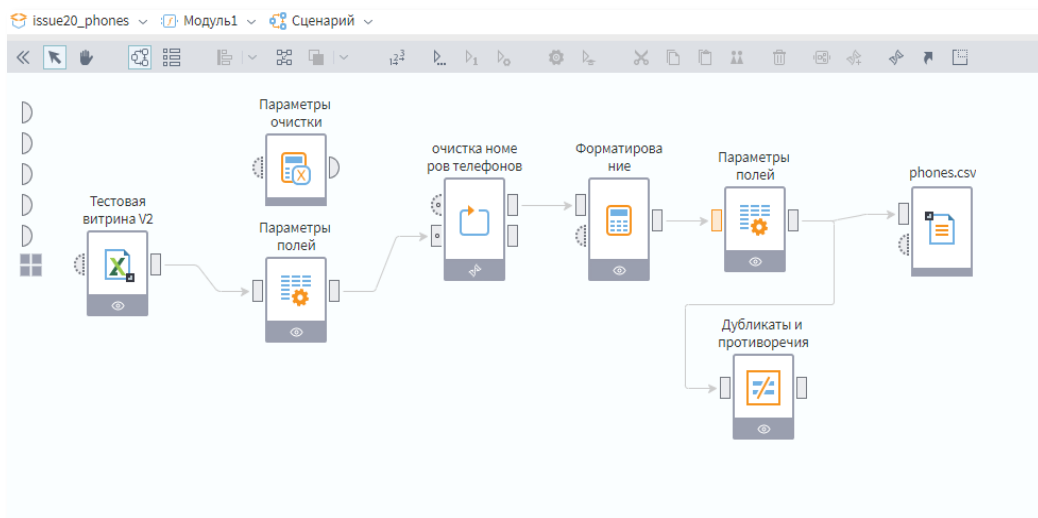 issue20_phones
Модуль1
Сценарий
Параметры
очистки
очистка номе
ров телефонов
Форматирова
ние
Параметры
полей
phones.csv
Тестовая
витрина V2
Параметры
полей
Дубликаты и
противоречия